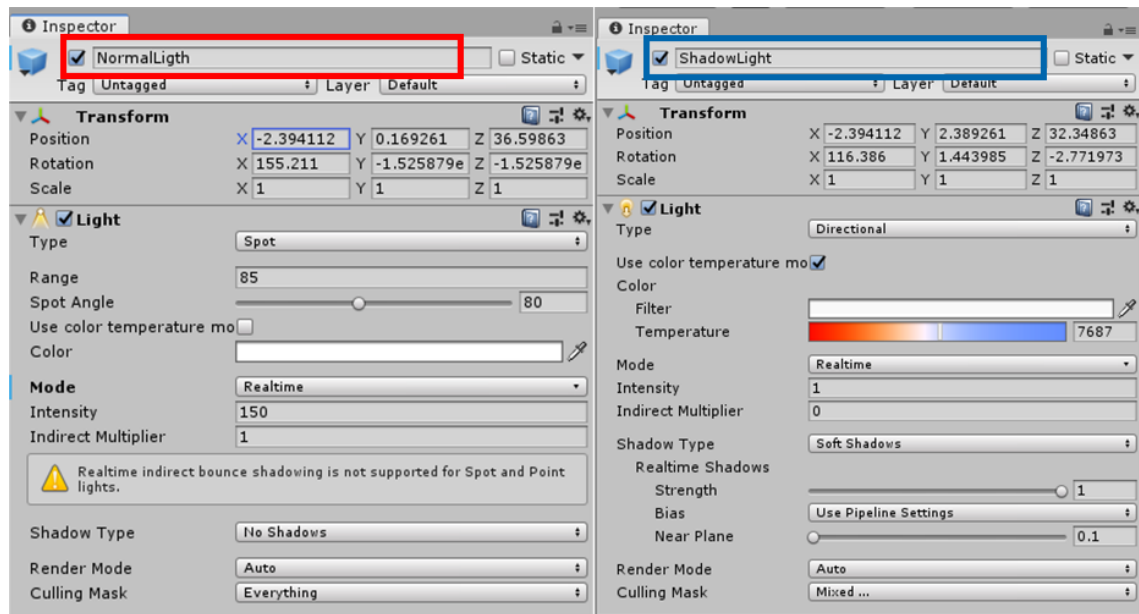 Inspector
NormalLigth
Static
Tag Untagged Layer Default
Transform
Position X -2.394112 Y 0.169261 Z 36.59863
Rotation X 155.211 Y -1.525879e Z -1.525879e
Scale X 1 Y 1 Z 1
Light
Type Spot
Range 85
Spot Angle 80
Use color temperature mo
Color
Mode Realtime
Intensity 150
Indirect Multiplier 1
Realtime indirect bounce shadowing is not supported for Spot and Point
lights.
Shadow Type No Shadows
Render Mode Auto
Culling Mask Everything
Inspector
ShadowLight
Static
Tag Untagged Layer Default
Transform
Position X -2.394112 Y 2.389261 Z 32.34863
Rotation X 116.386 Y 1.443985 Z -2.771973
Scale X 1 Y 1 Z 1
Light
Type Directional
Use color temperature mo
Color
Filter
Temperature 7687
Mode Realtime
Intensity 1
Indirect Multiplier 0
Shadow Type Soft Shadows
Realtime Shadows
Strength 1
Bias Use Pipeline Settings
Near Plane 0.1
Render Mode Auto
Culling Mask Mixed ...